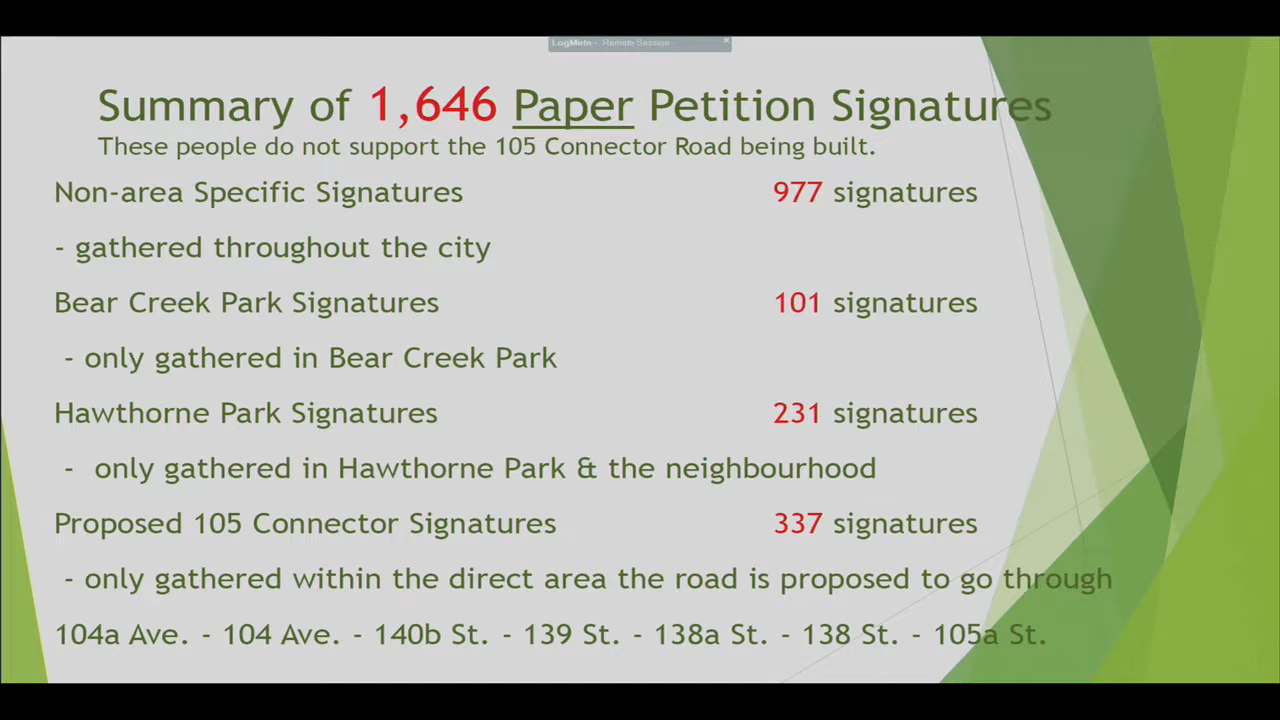 LogMeIn - Remote Session
Summary of 1,646 Paper Petition Signatures
These people do not support the 105 Connector Road being built.
Non-area Specific Signatures 977 signatures
- gathered throughout the city
Bear Creek Park Signatures 101 signatures
- only gathered in Bear Creek Park
Hawthorne Park Signatures 231 signatures
- only gathered in Hawthorne Park & the neighbourhood
Proposed 105 Connector Signatures 337 signatures
- only gathered within the direct area the road is proposed to go through
104a Ave. - 104 Ave. - 140b St. - 139 St. - 138a St. - 138 St. - 105a St.